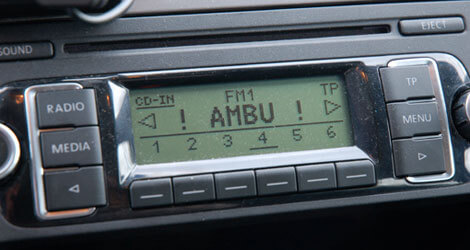 SOUND
EJECT
RADIO
MEDIA
CD-IN FM1 TP
! AMBU !
1 2 3 4 5 6
TP
MENU